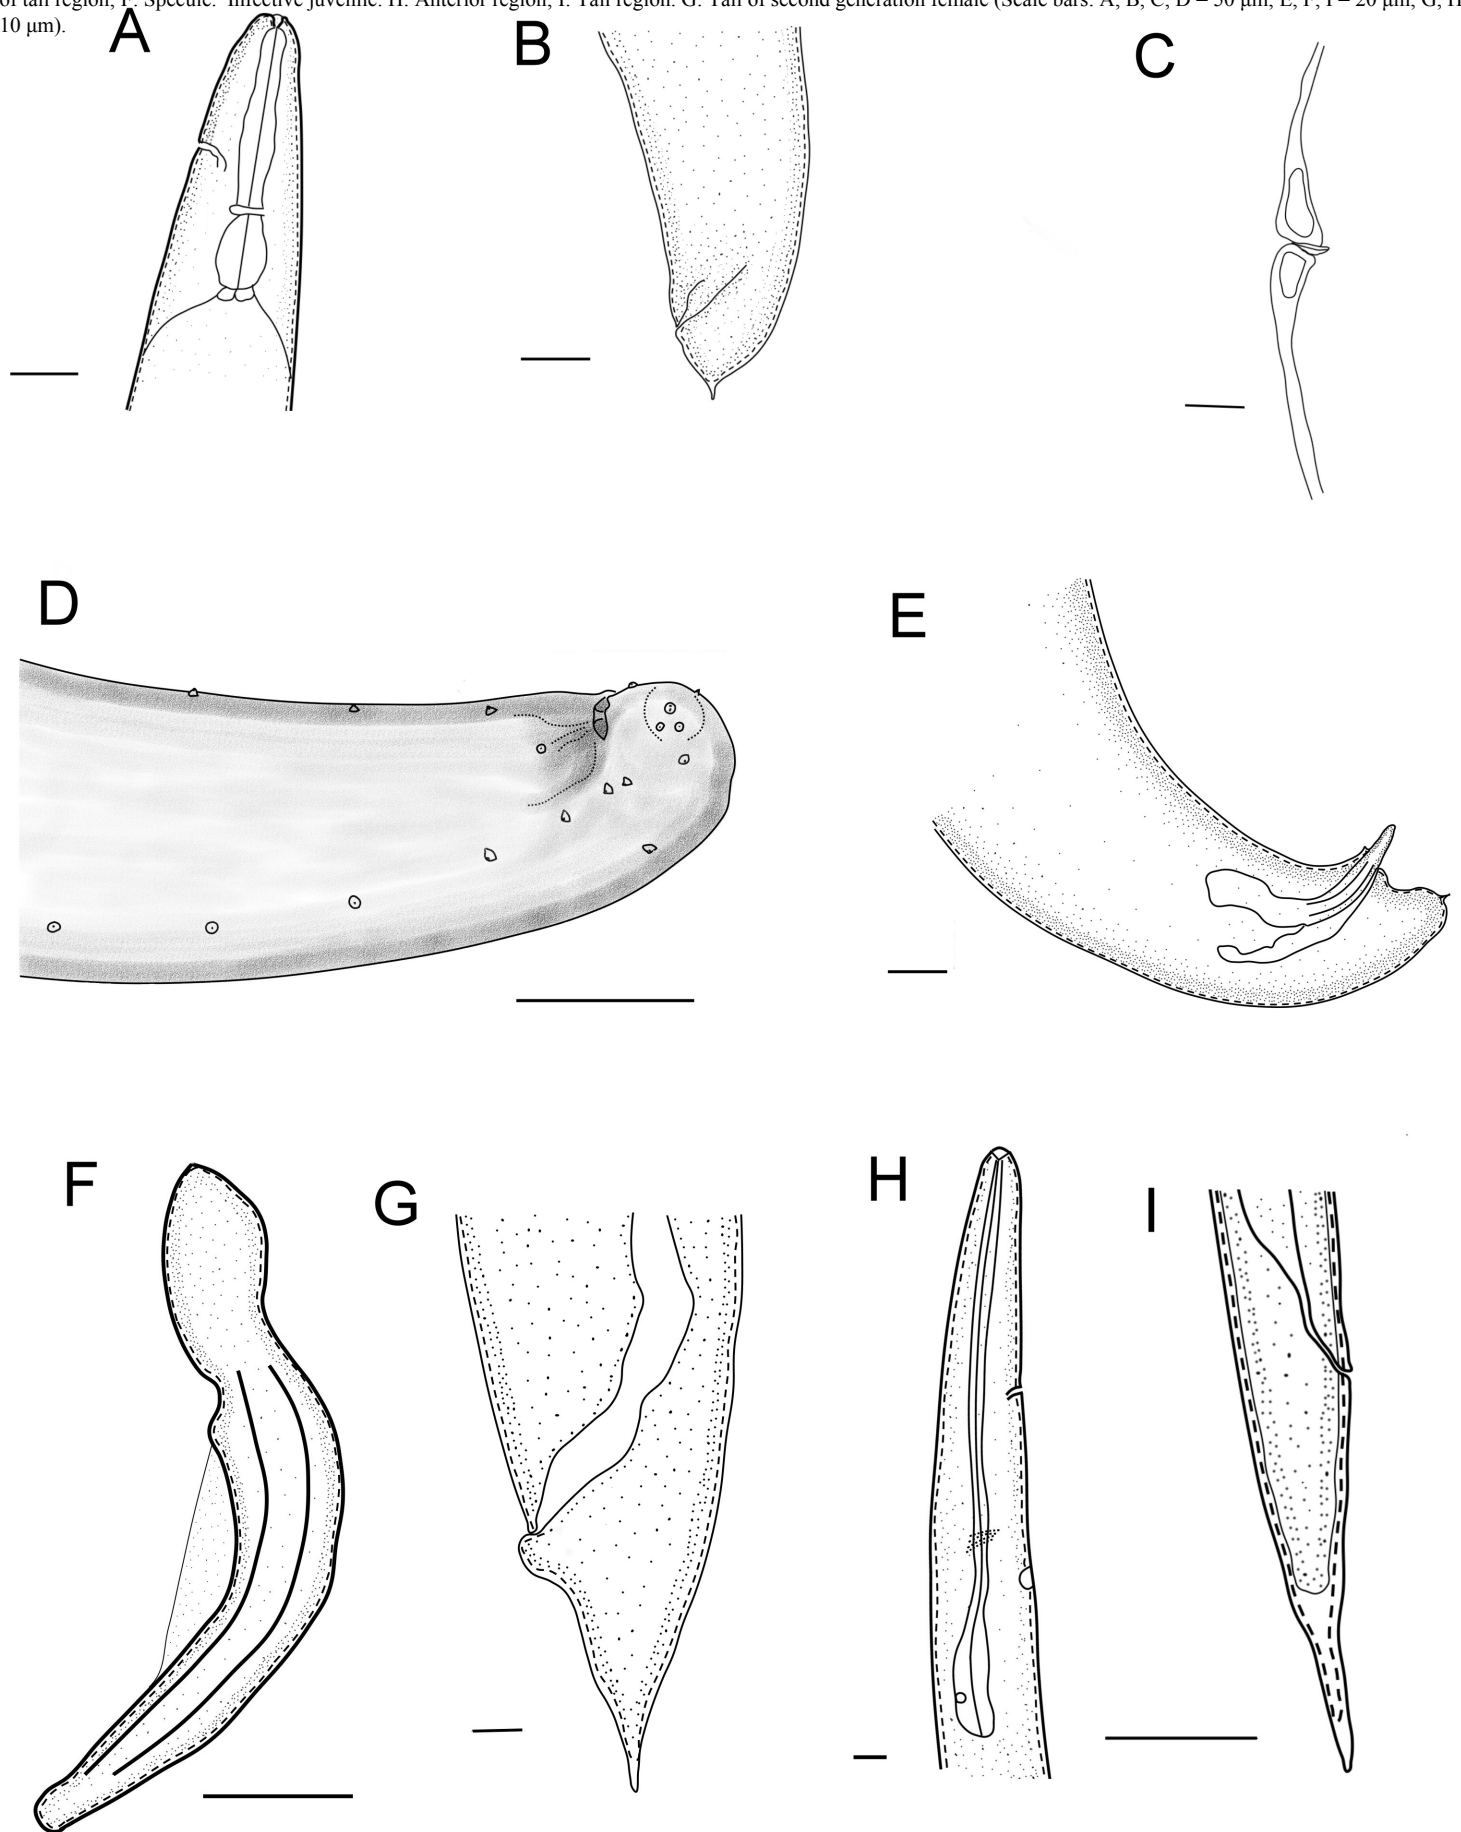 of tail region, F. Specule. Infective juvenile. H. Anterior region, I. Tail region. G. Tail of second generation female (Scale bars. A, B, C, D – 50 μm, E, F, I – 20 μm, G, H
10 μm).
A
B
C
D
E
F
G
H
I